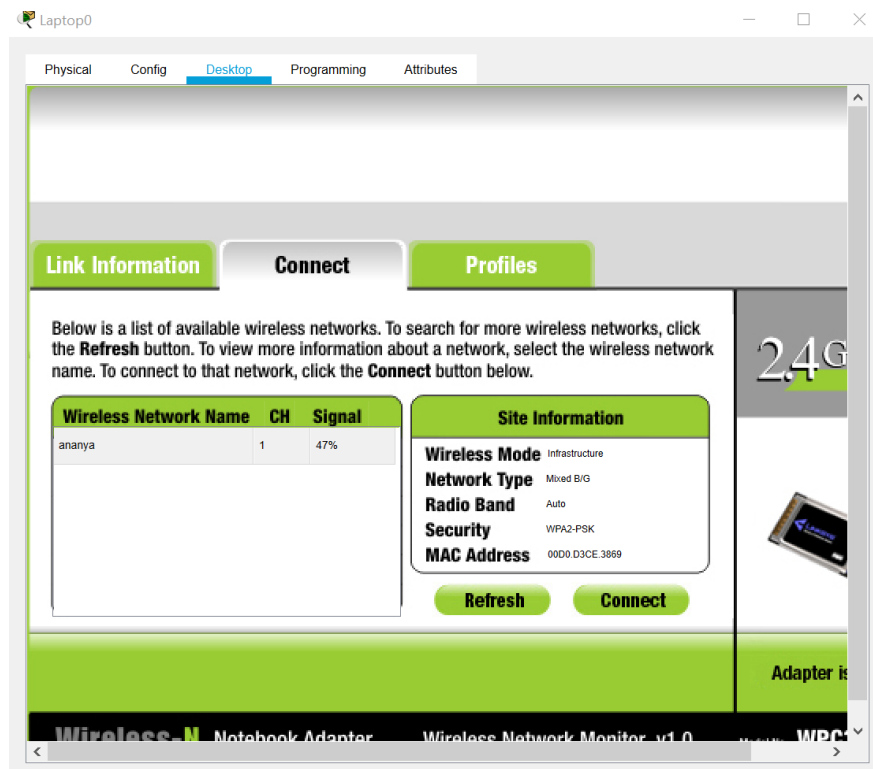 Laptop0
Physical Config Desktop Programming Attributes
Link Information Connect Profiles
Below is a list of available wireless networks. To search for more wireless networks, click
the Refresh button. To view more information about a network, select the wireless network
name. To connect to that network, click the Connect button below.
2.4G
Wireless Network Name CH Signal
ananya 1 47%
Site Information
Wireless Mode Infrastructure
Network Type Mixed B/G
Radio Band Auto
Security WPA2-PSK
MAC Address 00D0.D3CE.3869
Refresh Connect
Adapter is
Wireless-N Notebook Adapter Wireless Network Monitor v1.0